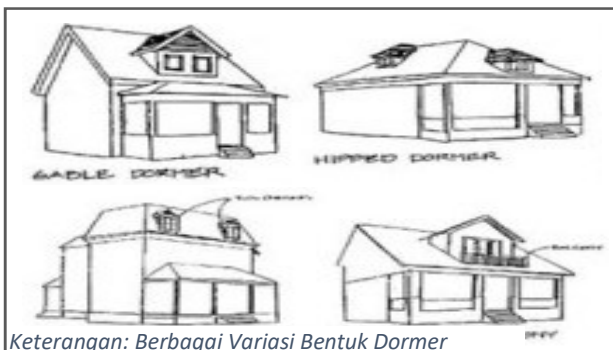 GABLE DORMER
HIPPED DORMER
Keterangan: Berbagai Variasi Bentuk Dormer